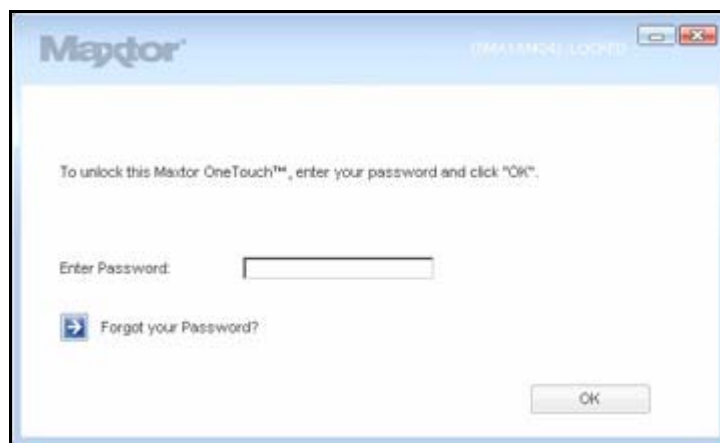 Maxtor
To unlock this Maxtor OneTouch™, enter your password and click "OK".
Enter Password:
Forgot your Password?
OK